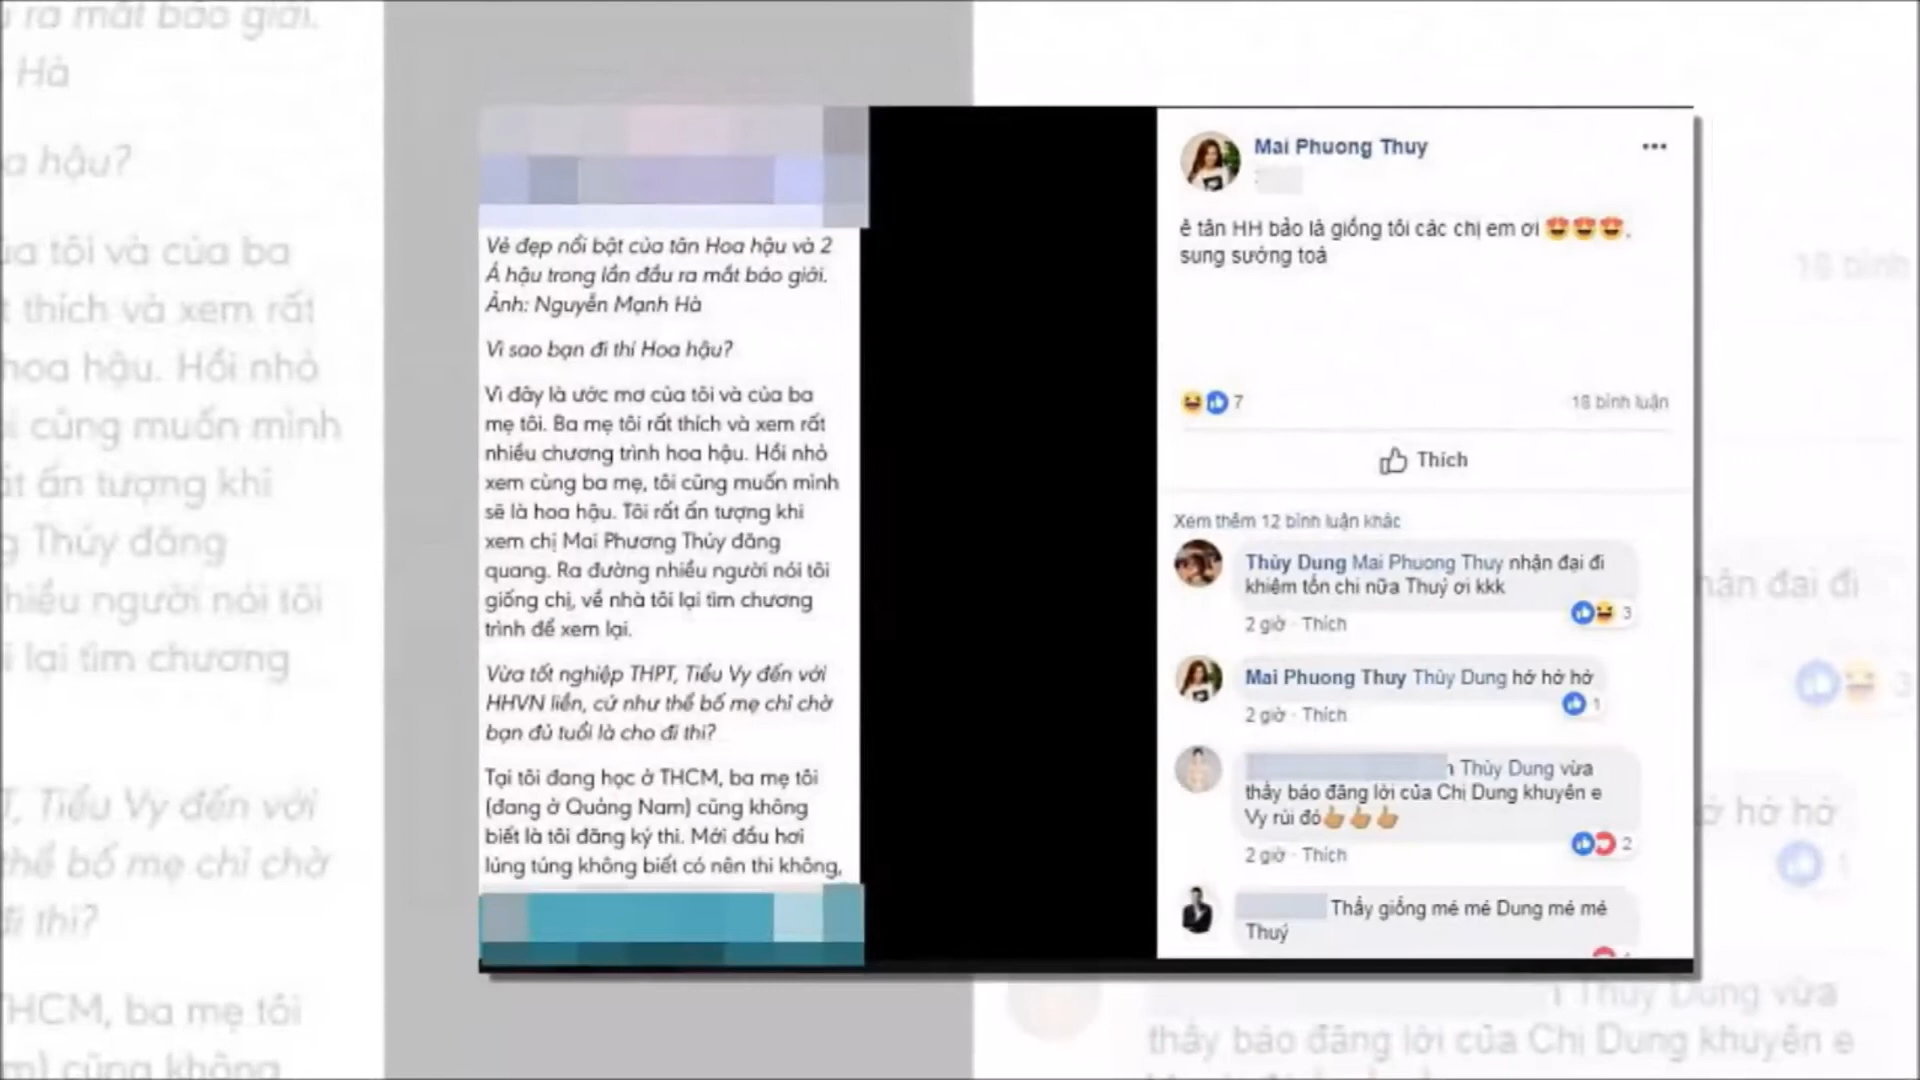 Vẻ đẹp nổi bật của tân Hoa hậu và 2
Á hậu trong lần đầu ra mắt báo giới.
Ảnh: Nguyễn Mạnh Hà
Vì sao bạn đi thi Hoa hậu?
Vì đây là ước mơ của tôi và của ba
mẹ tôi. Ba mẹ tôi rất thích và xem rất
nhiều chương trình hoa hậu. Hồi nhỏ
xem cùng ba mẹ, tôi cũng muốn mình
sẽ là hoa hậu. Tôi rất ấn tượng khi
xem chị Mai Phương Thúy đăng
quang. Ra đường nhiều người nói tôi
giống chị, về nhà tôi lại tìm chương
trình để xem lại.
Vừa tốt nghiệp THPT, Tiểu Vy đến với
HHVN liền, cứ như thể bố mẹ chỉ chờ
bạn đủ tuổi là cho đi thi?
Tại tôi đang học ở THCM, ba mẹ tôi
(đang ở Quảng Nam) cũng không
biết là tôi đăng ký thi. Mới đầu hơi
lúng túng không biết có nên thi không,
Mai Phuong Thuy
ê tân HH bảo là giống tôi các chị em ơi 😍😍😍.
sung sướng toá
7
18 bình luận
Thích
Xem thêm 12 bình luận khác
Thùy Dung Mai Phuong Thuy nhận đại đi
khiêm tốn chi nữa Thuý ơi kkk
3
2 giờ · Thích
Mai Phuong Thuy Thùy Dung hớ hớ hớ
1
2 giờ · Thích
Thùy Dung vừa
thấy báo đăng lời của Chị Dung khuyên e
Vy rùi đó👍👍👍
2
2 giờ · Thích
Thấy giống mé mé Dung mé mé
Thuý